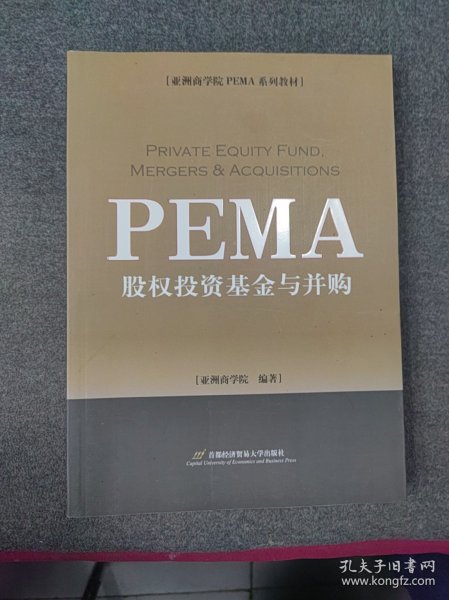 [亚洲商学院 PEMA 系列教材]
PRIVATE EQUITY FUND,
MERGERS & ACQUISITIONS
PEMA
股权投资基金与并购
[亚洲商学院 编著]
首都经济贸易大学出版社
Capital University of Economics and Business Press
孔夫子旧书网
www.kongfz.com